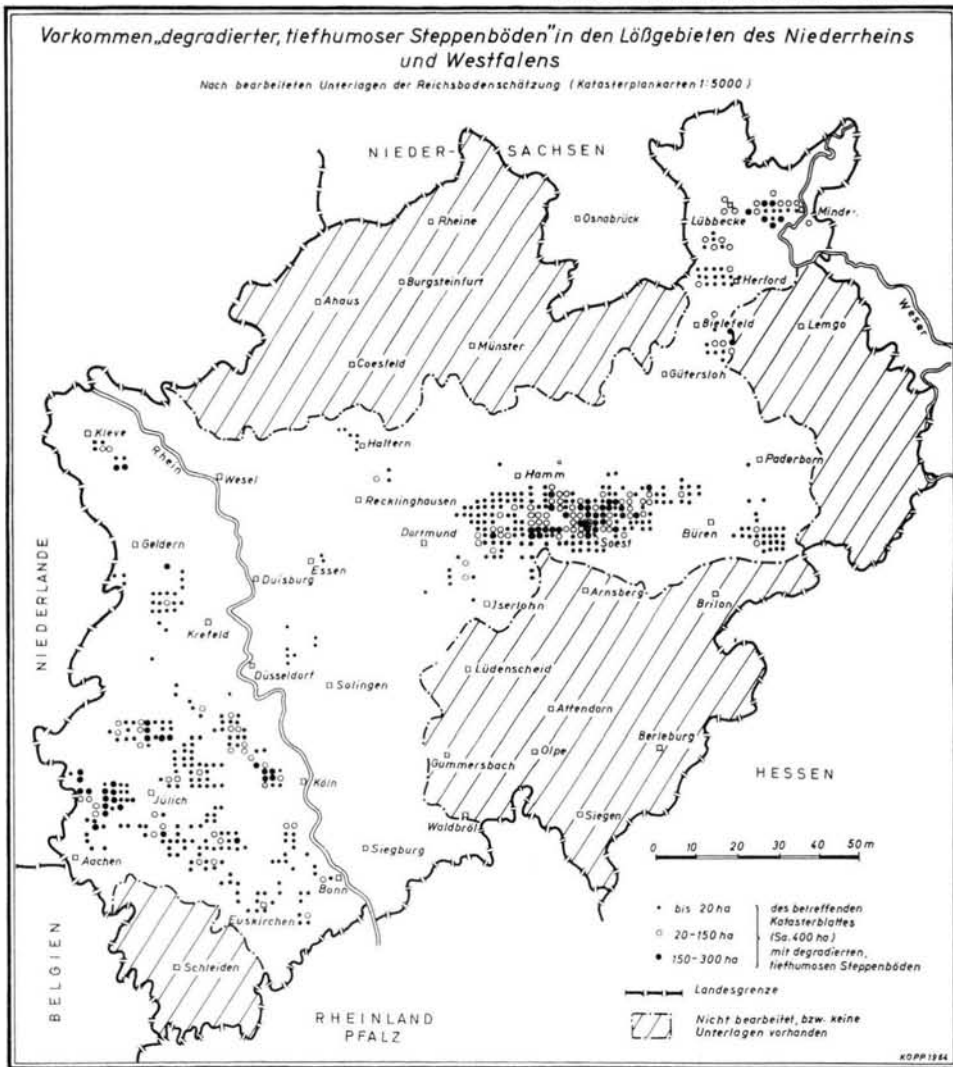 Vorkommen „degradierter, tiefhumoser Steppenböden" in den Lößgebieten des Niederrheins
und Westfalens
Nach bearbeiteten Unterlagen der Reichsbodenschätzung (Katasterplankarten 1:5000)
NIEDER- SACHSEN
Rheine
Osnabrück
Lübbecke
Minden
Burgsteinfurt
Herford
Ahaus
Weser
Bielefeld
Lemgo
Münster
Coesfeld
Gütersloh
Kleve
Rhein
Haltern
Paderborn
Wesel
Hamm
Recklinghausen
Dortmund
Büren
Soest
Geldern
NIEDERLANDE
Essen
Duisburg
Arnsberg
Brilon
Iserlohn
Krefeld
Düsseldorf
Lüdenscheid
Solingen
Attendorn
Berleburg
Gummersbach
Olpe
HESSEN
Köln
Jülich
Waldbröl
Siegen
Siegburg
Aachen
Bonn
Euskirchen
BELGIEN
Schleiden
RHEINLAND
PFALZ
0 10 20 30 40 50 m
bis 20 ha
20-150 ha
150-300 ha
des betreffenden
Katasterblattes
(Sa. 400 ha)
mit degradierten,
tiefhumosen Steppenböden
Landesgrenze
Nicht bearbeitet, bzw. keine
Unterlagen vorhanden
KOPP 1964